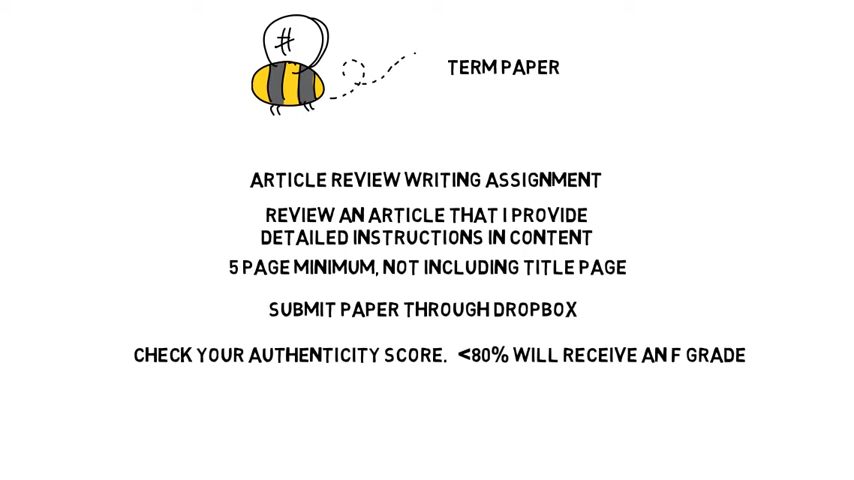 #
TERM PAPER
ARTICLE REVIEW WRITING ASSIGNMENT
REVIEW AN ARTICLE THAT I PROVIDE
DETAILED INSTRUCTIONS IN CONTENT
5 PAGE MINIMUM, NOT INCLUDING TITLE PAGE
SUBMIT PAPER THROUGH DROPBOX
CHECK YOUR AUTHENTICITY SCORE. <80% WILL RECEIVE AN F GRADE